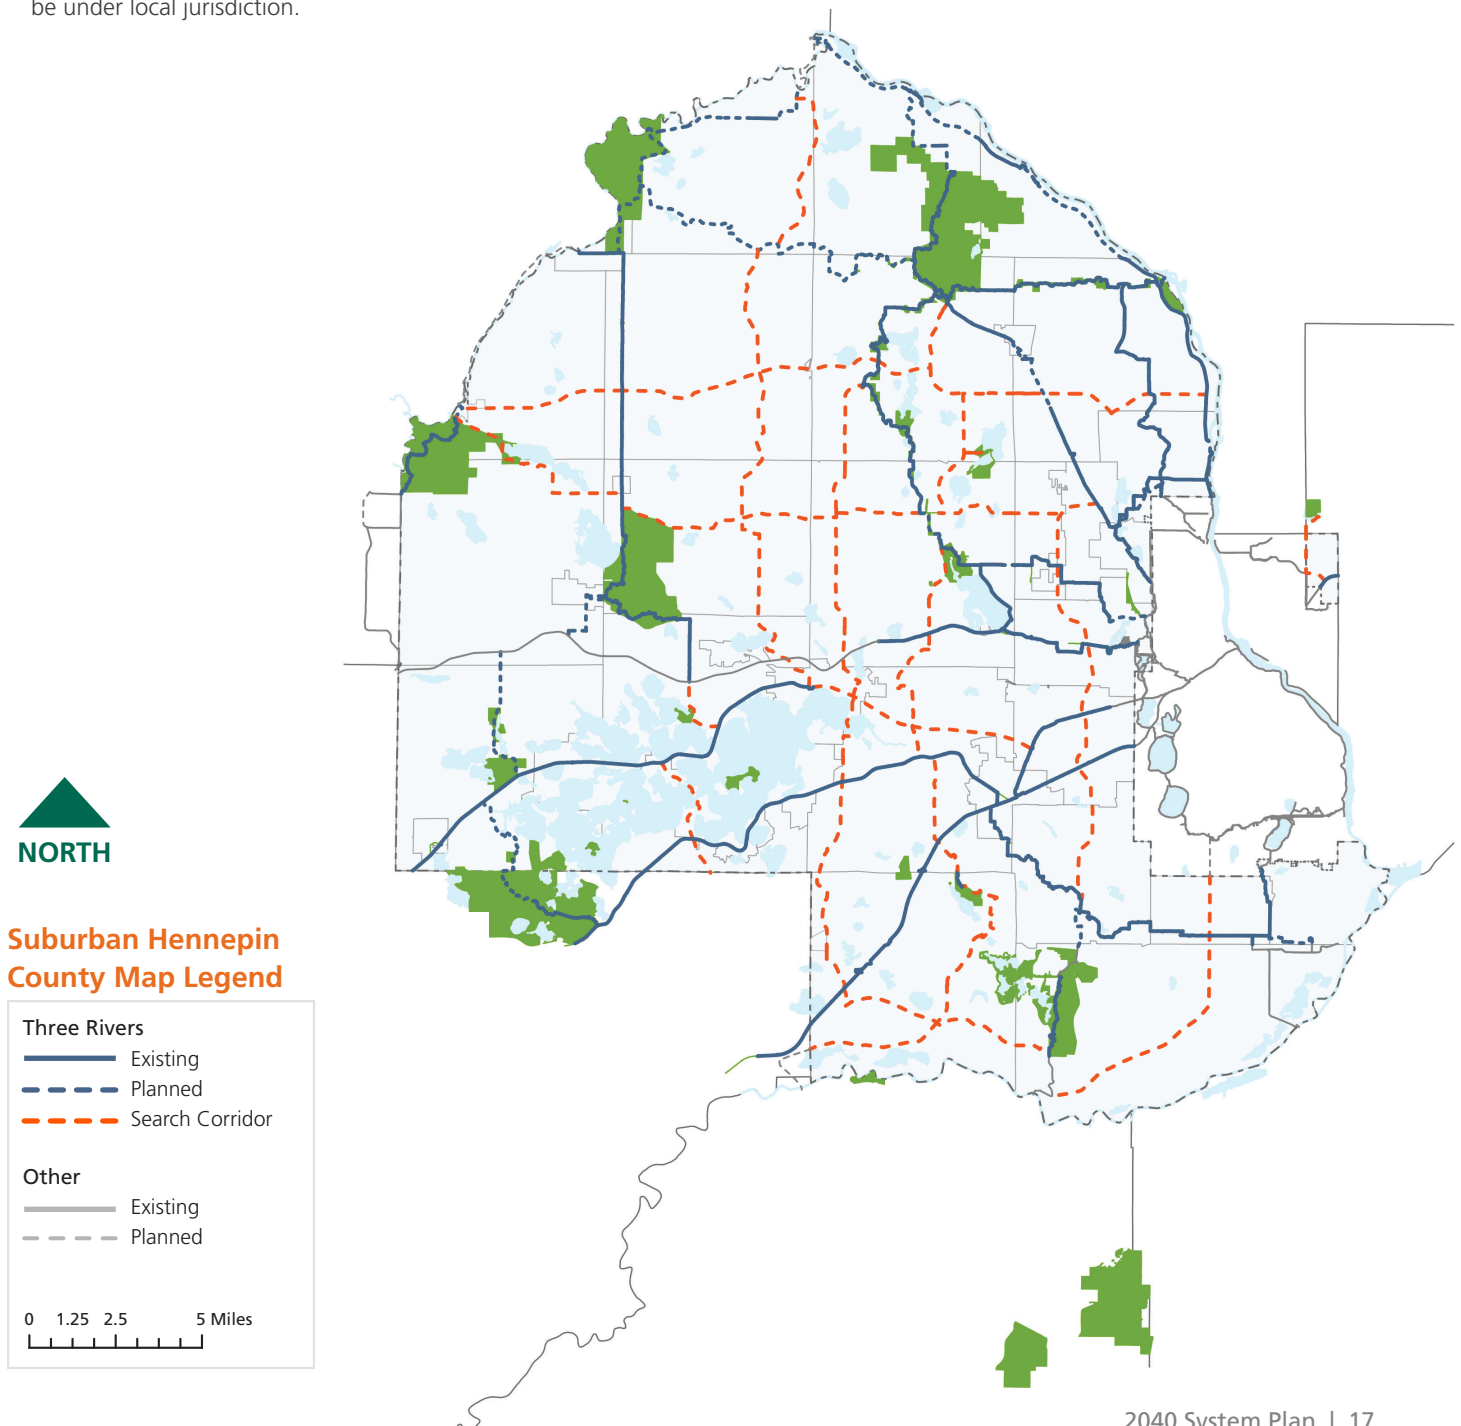 be under local jurisdiction.
NORTH
Suburban Hennepin
County Map Legend
Three Rivers
Existing
Planned
Search Corridor
Other
Existing
Planned
0 1.25 2.5 5 Miles
2040 System Plan | 17